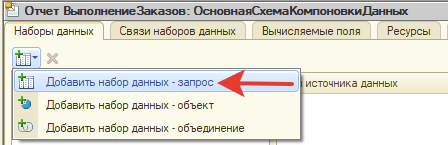 Отчет ВыполнениеЗаказов: ОсновнаяСхемаКомпоновкиДанных
Наборы данных Связи наборов данных Вычисляемые поля Ресурсы
Добавить набор данных - запрос
источника данных
Добавить набор данных - объект
Добавить набор данных - объединение